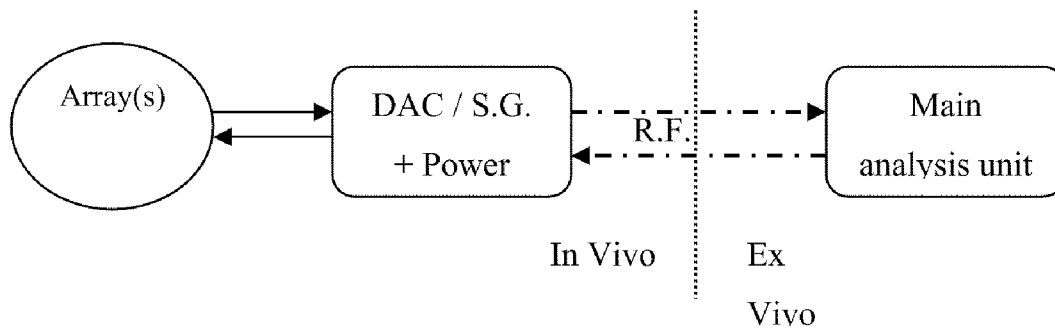 Array(s)
DAC / S.G.
+ Power
R.F.
Main
analysis unit
In Vivo
Ex
Vivo